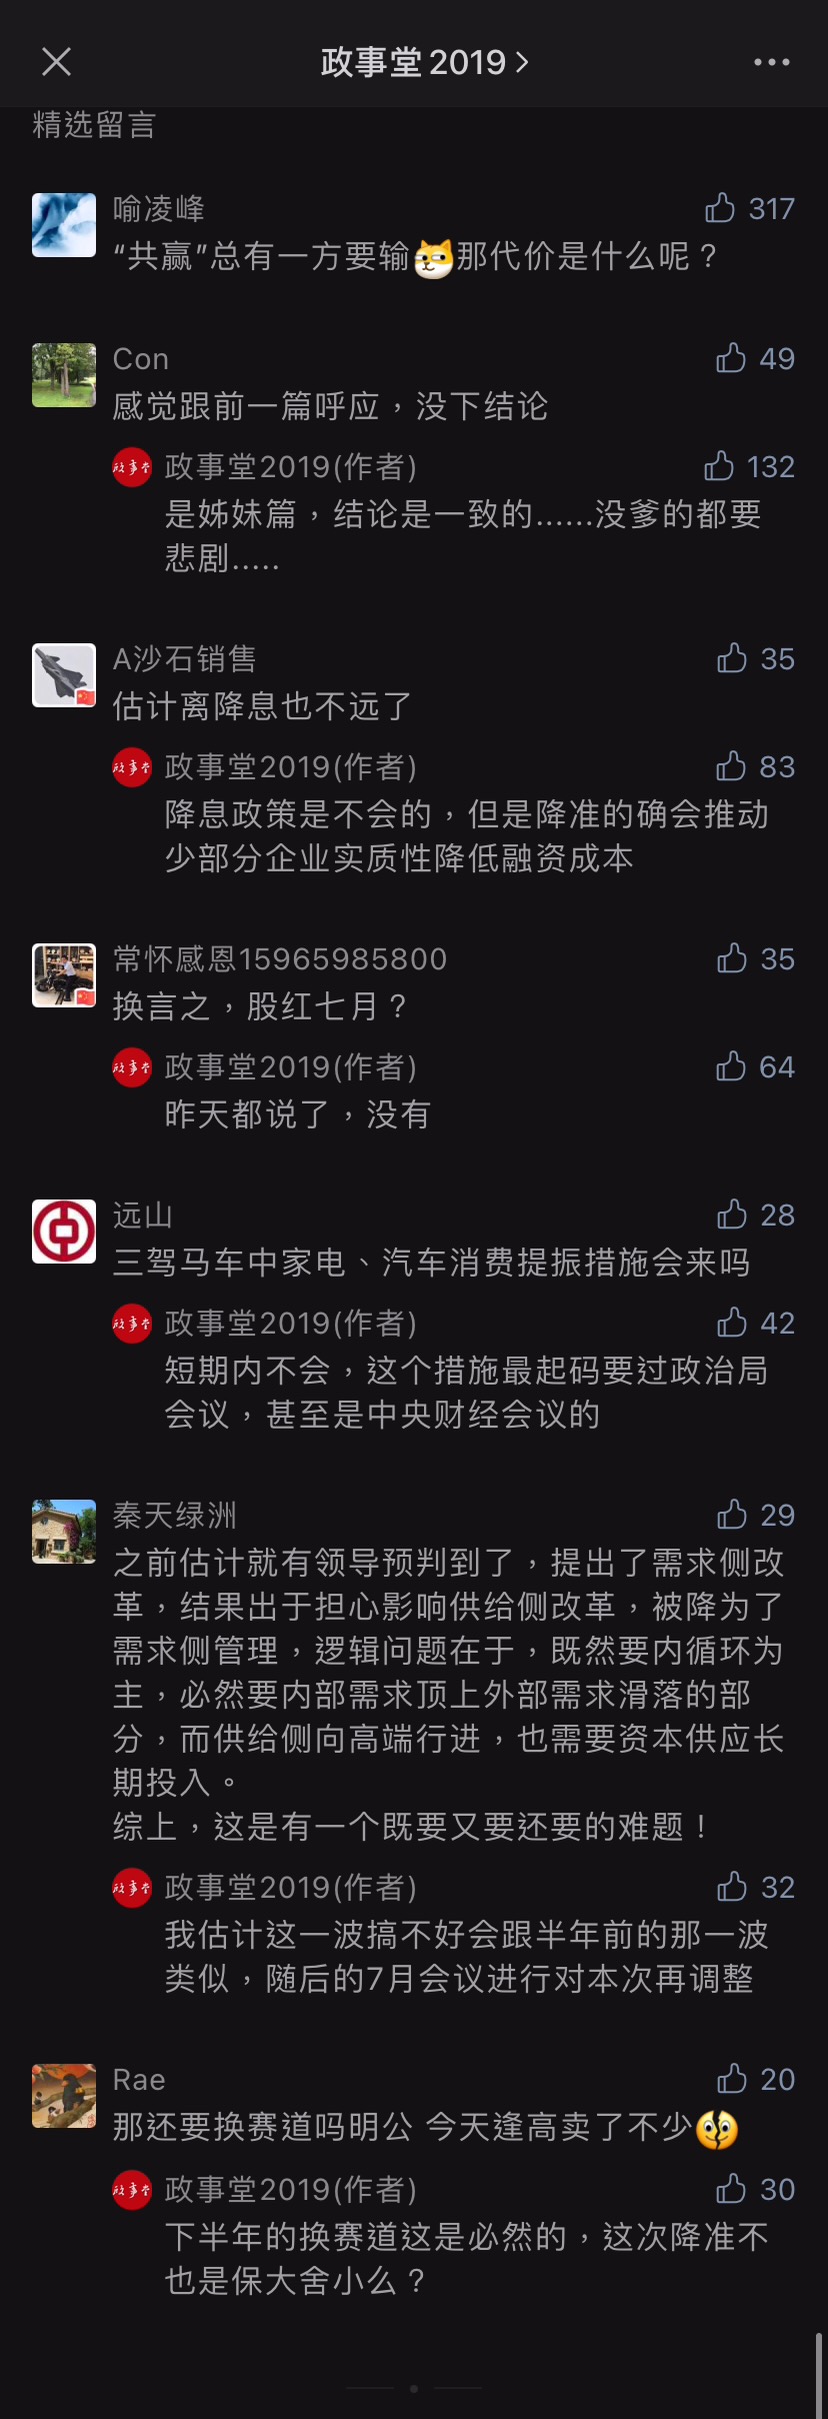 政事堂2019
精选留言
喻凌峰
317
“共赢”总有一方要输那代价是什么呢？
Con
49
感觉跟前一篇呼应，没下结论
政事堂2019(作者)
132
是姊妹篇，结论是一致的......没爹的都要
悲剧.....
A沙石销售
35
估计离降息也不远了
政事堂2019(作者)
83
降息政策是不会的，但是降准的确会推动
少部分企业实质性降低融资成本
常怀感恩15965985800
35
换言之，股红七月？
政事堂2019(作者)
64
昨天都说了，没有
远山
28
三驾马车中家电、汽车消费提振措施会来吗
政事堂2019(作者)
42
短期内不会，这个措施最起码要过政治局
会议，甚至是中央财经会议的
秦天绿洲
29
之前估计就有领导预判到了，提出了需求侧改
革，结果出于担心影响供给侧改革，被降为了
需求侧管理，逻辑问题在于，既然要内循环为
主，必然要内部需求顶上外部需求滑落的部
分，而供给侧向高端行进，也需要资本供应长
期投入。
综上，这是有一个既要又要还要的难题！
政事堂2019(作者)
32
我估计这一波搞不好会跟半年前的那一波
类似，随后的7月会议进行对本次再调整
Rae
20
那还要换赛道吗明公 今天逢高卖了不少
政事堂2019(作者)
30
下半年的换赛道这是必然的，这次降准不
也是保大舍小么？